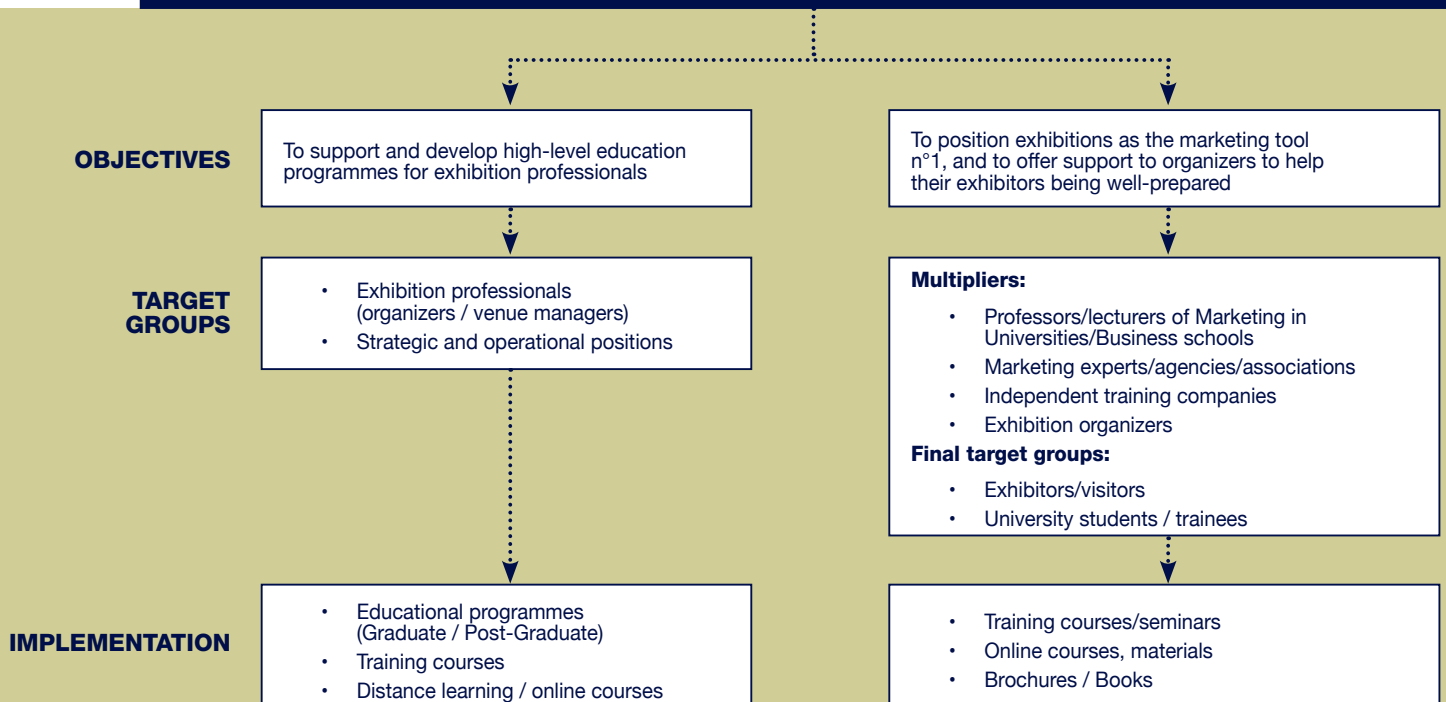 OBJECTIVES
To support and develop high-level education
programmes for exhibition professionals
To position exhibitions as the marketing tool
n°1, and to offer support to organizers to help
their exhibitors being well-prepared
TARGET
GROUPS
• Exhibition professionals
(organizers / venue managers)
• Strategic and operational positions
Multipliers:
• Professors/lecturers of Marketing in
Universities/Business schools
• Marketing experts/agencies/associations
• Independent training companies
• Exhibition organizers
Final target groups:
• Exhibitors/visitors
• University students / trainees
IMPLEMENTATION
• Educational programmes
(Graduate / Post-Graduate)
• Training courses
• Distance learning / online courses
• Training courses/seminars
• Online courses, materials
• Brochures / Books